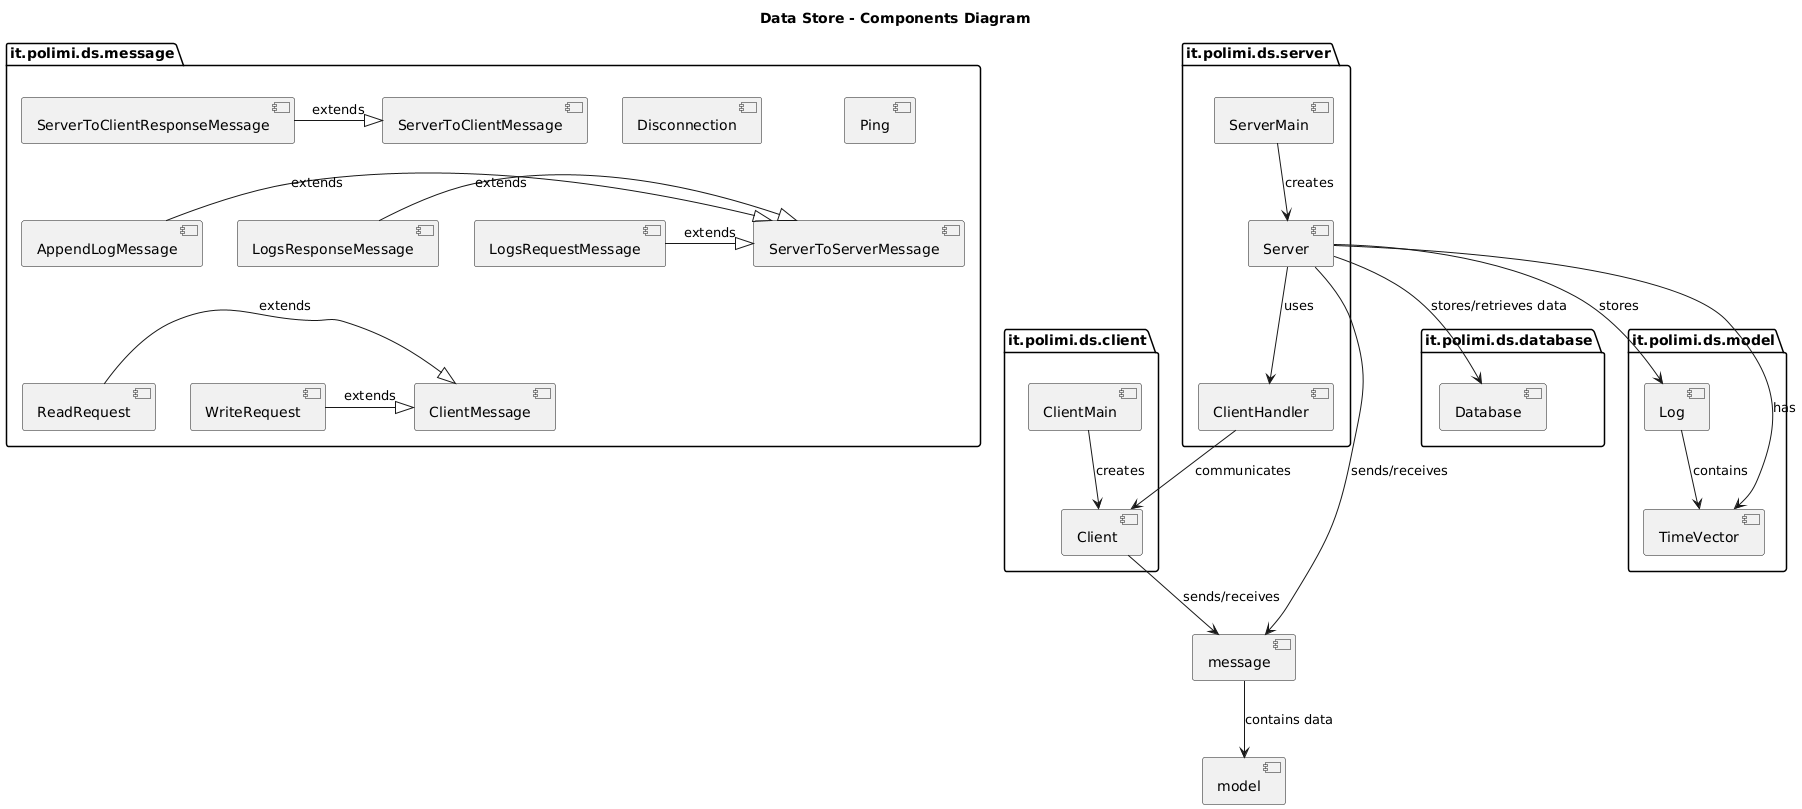 Data Store - Components Diagram
it.polimi.ds.message
ServerToClientResponseMessage
extends
ServerToClientMessage
Disconnection
Ping
extends
extends
AppendLogMessage
LogsResponseMessage
LogsRequestMessage
extends
ServerToServerMessage
extends
ReadRequest
WriteRequest
extends
ClientMessage
it.polimi.ds.server
ServerMain
creates
Server
uses
stores/retrieves data
stores
has
ClientHandler
it.polimi.ds.client
ClientMain
creates
communicates
sends/receives
Client
it.polimi.ds.database
Database
it.polimi.ds.model
Log
contains
TimeVector
sends/receives
message
contains data
model